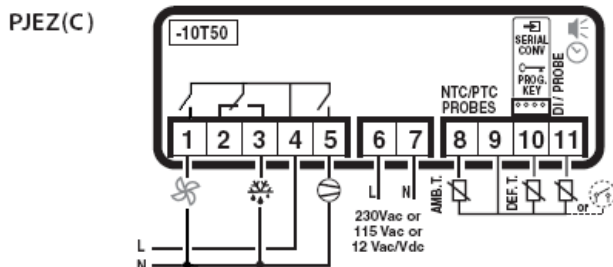 PJEZ(C)
-10T50
SERIAL
CONV
PROG.
KEY
DI / PROBE
NTC/PTC
PROBES
1 2 3 4 5 6 7 8 9 10 11
L N
230Vac or
115 Vac or
12 Vac/Vdc
AMB. T.
DEF. T.
or
L
N